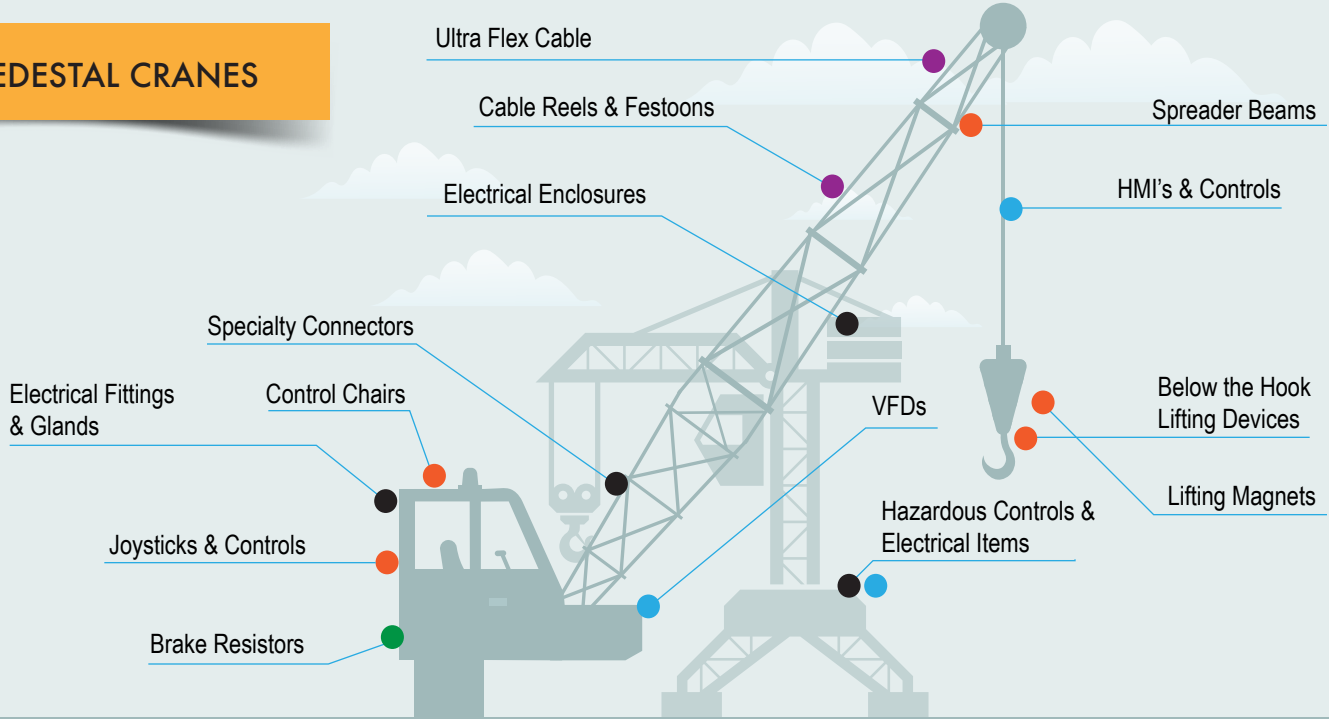 EDESTAL CRANES
Ultra Flex Cable
Cable Reels & Festoons
Spreader Beams
Electrical Enclosures
HMI's & Controls
Specialty Connectors
Electrical Fittings
& Glands
Control Chairs
VFDs
Below the Hook
Lifting Devices
Lifting Magnets
Hazardous Controls &
Electrical Items
Joysticks & Controls
Brake Resistors